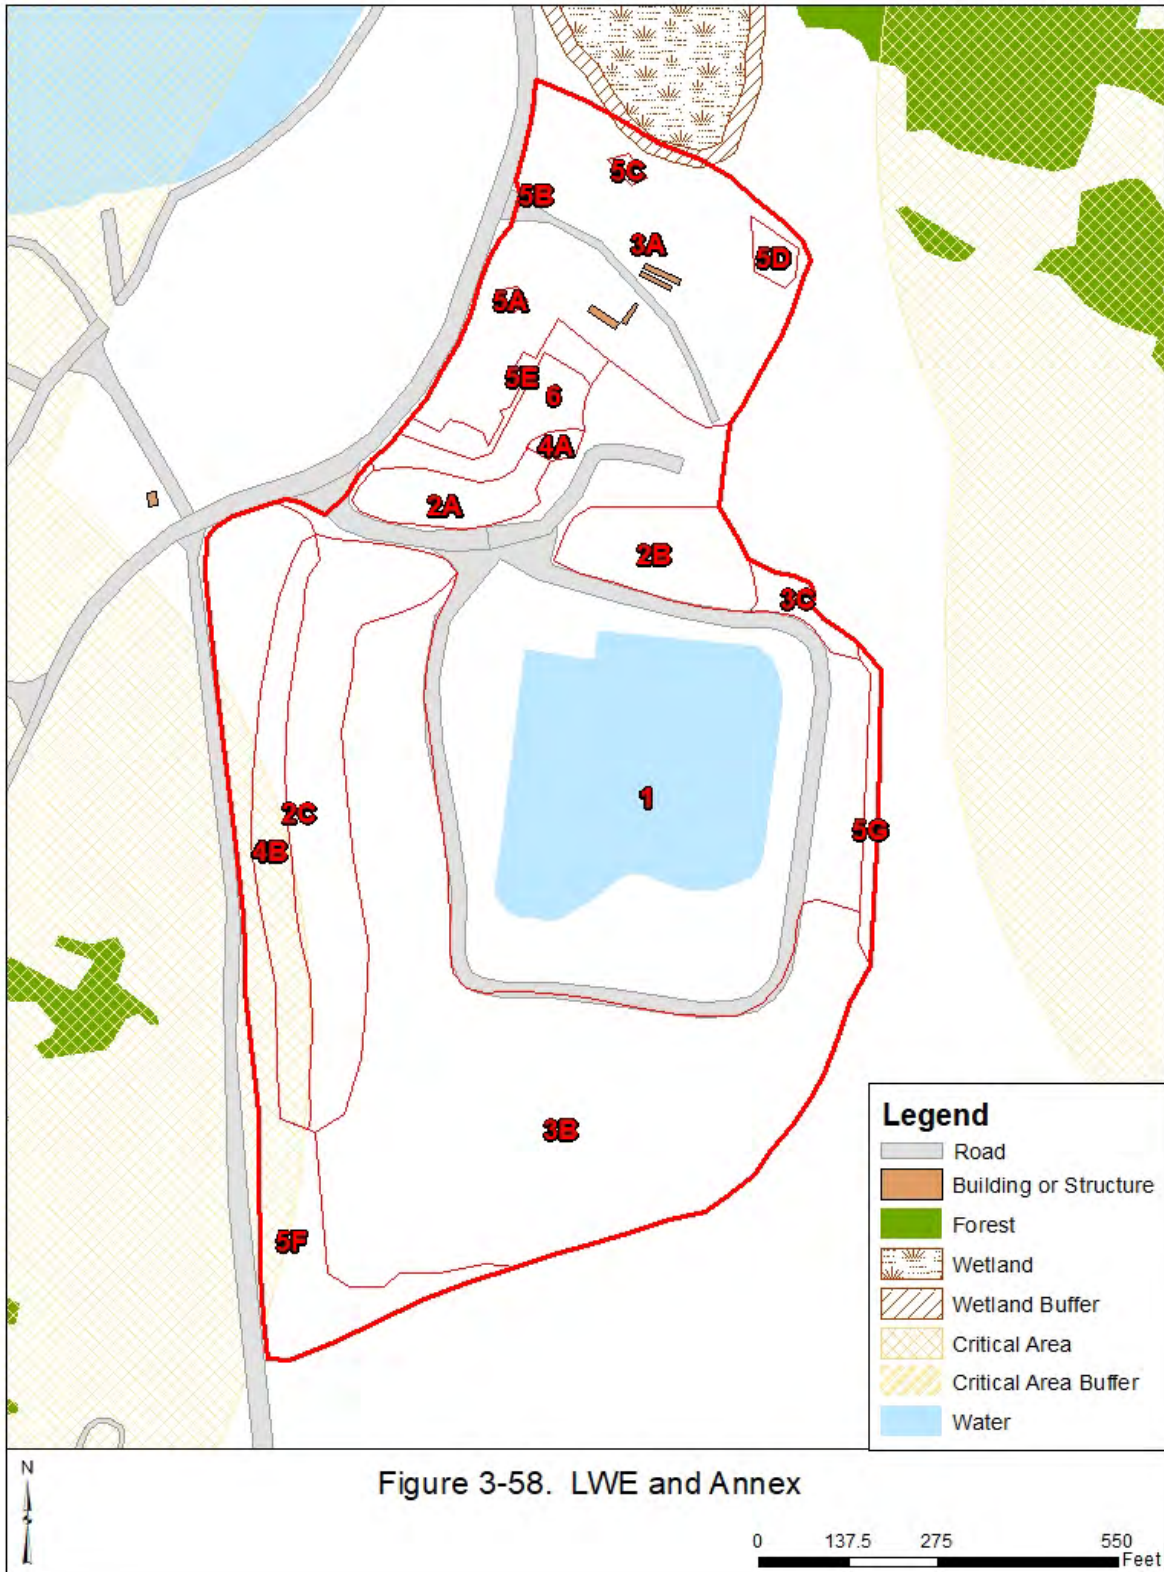 5C
5B
3A
5D
5A
5E
6
4A
2A
2B
3C
1
2C
5G
4B
3B
5F
Legend
Road
Building or Structure
Forest
Wetland
Wetland Buffer
Critical Area
Critical Area Buffer
Water
N
Figure 3-58. LWE and Annex
0 137.5 275 550
Feet